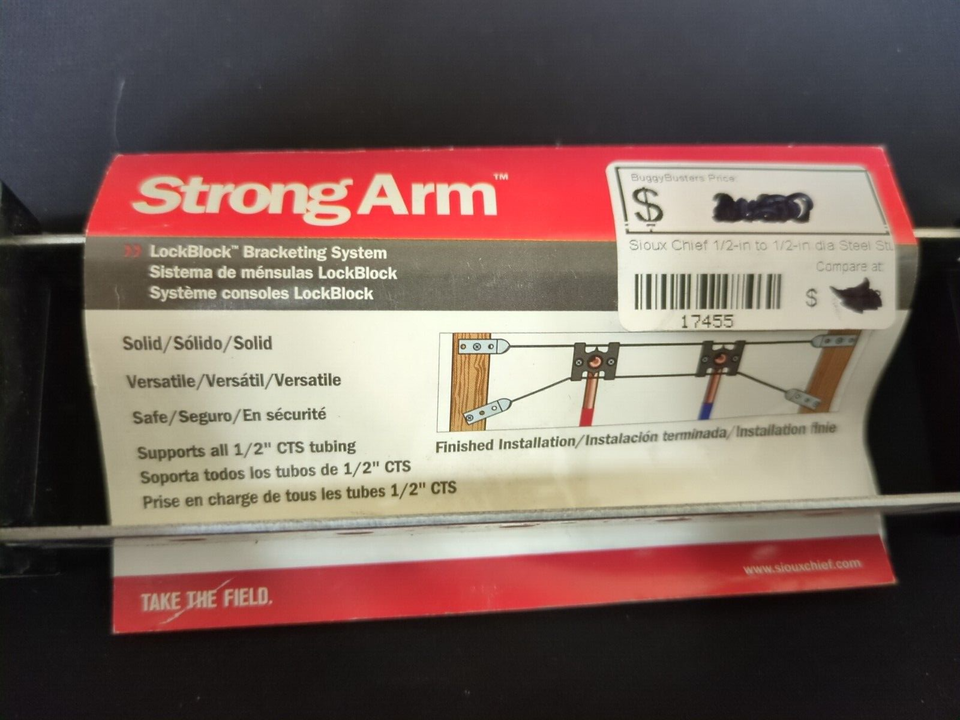 Strong Arm™
LockBlock™ Bracketing System
Sistema de ménsulas LockBlock
Système consoles LockBlock
BuggyBusters Price:
$
Sioux Chief 1/2-in to 1/2-in dia Steel
Compare at:
$
17455
Solid/Sólido/Solid
Versatile/Versátil/Versatile
Safe/Seguro/En sécurité
Supports all 1/2" CTS tubing
Soporta todos los tubos de 1/2" CTS
Prise en charge de tous les tubes 1/2" CTS
Finished Installation/Instalación terminada/Installation finie
TAKE THE FIELD.
www.siouxchief.com